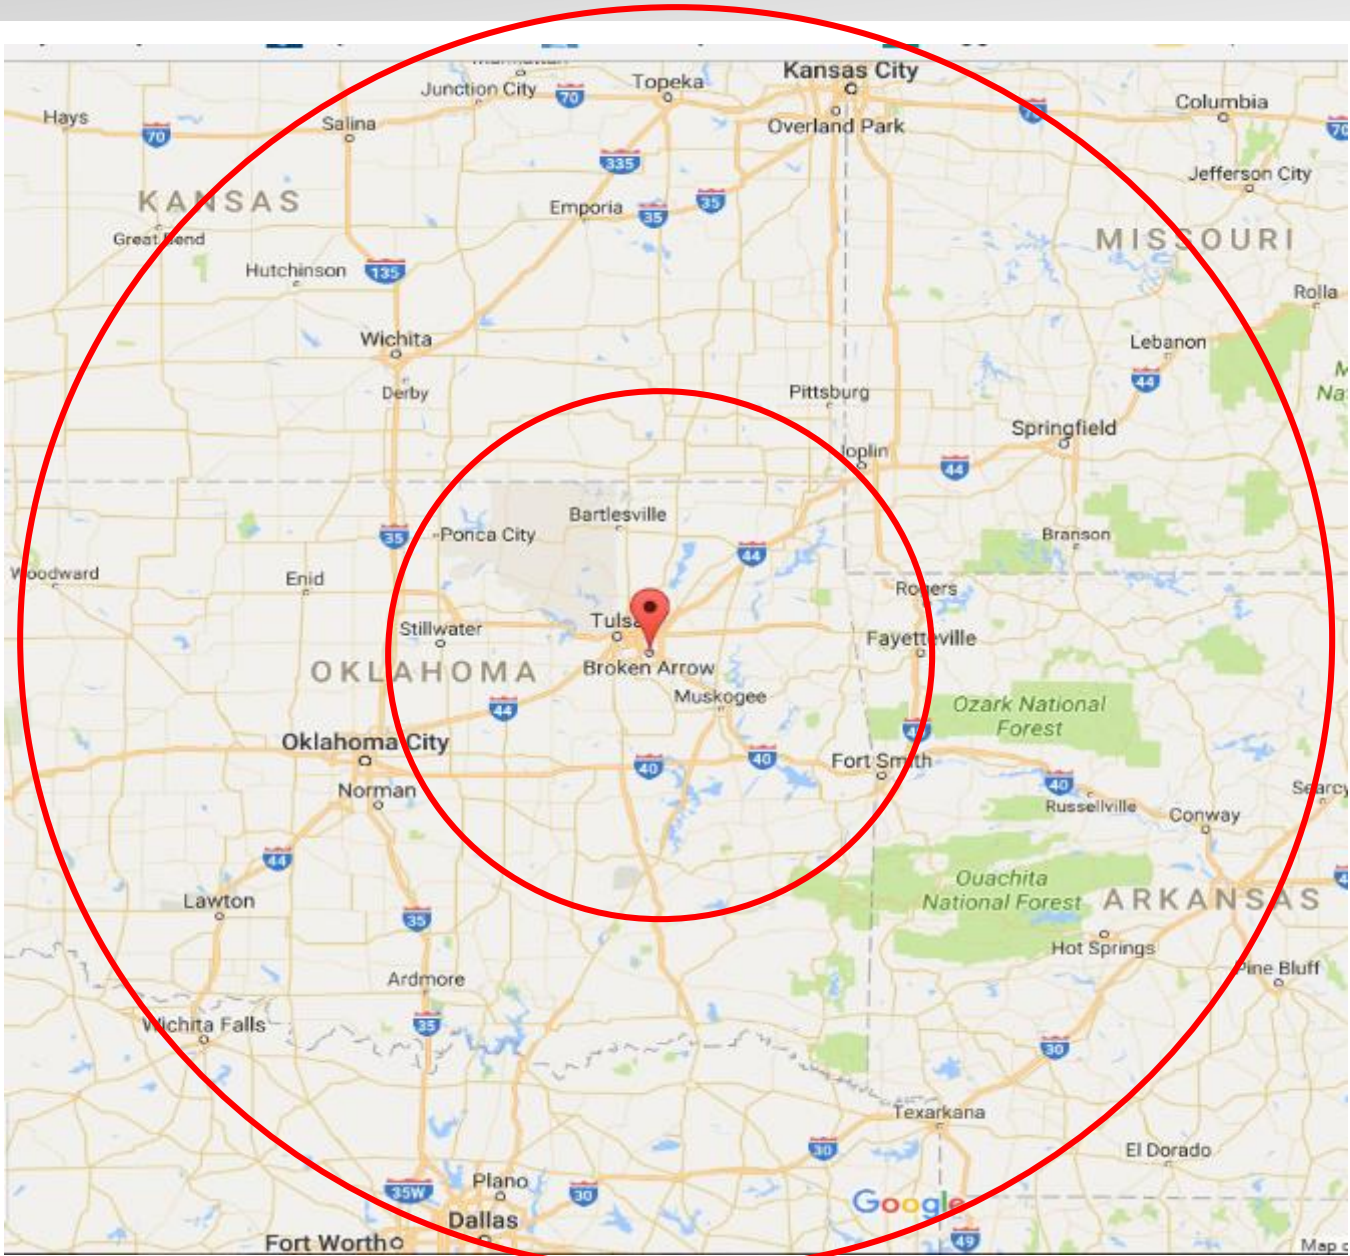 Kansas City
Topeka
Junction City
70
Columbia
Hays
70
Salina
Overland Park
70
335
Jefferson City
KANSAS
Emporia
35
35
Great Bend
MISSOURI
Hutchinson
135
Rolla
Wichita
Lebanon
44
Derby
Pittsburg
Springfield
Joplin
44
Bartlesville
35
Ponca City
Branson
44
Woodward
Enid
Rogers
Tulsa
Stillwater
Fayetteville
OKLAHOMA
Broken Arrow
Muskogee
44
Ozark National
Forest
Oklahoma City
40
40
Fort Smith
40
Norman
Russellville
Searcy
Conway
44
Ouachita
National Forest
ARKANSAS
Lawton
35
Hot Springs
Pine Bluff
Ardmore
Wichita Falls
35
30
Texarkana
30
El Dorado
Plano
35W
30
Google
Dallas
49
Fort Worth
Map